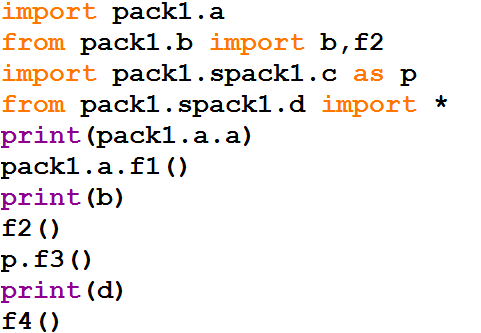 import pack1.a
from pack1.b import b,f2
import pack1.spack1.c as p
from pack1.spack1.d import *
print(pack1.a.a)
pack1.a.f1()
print(b)
f2()
p.f3()
print(d)
f4()